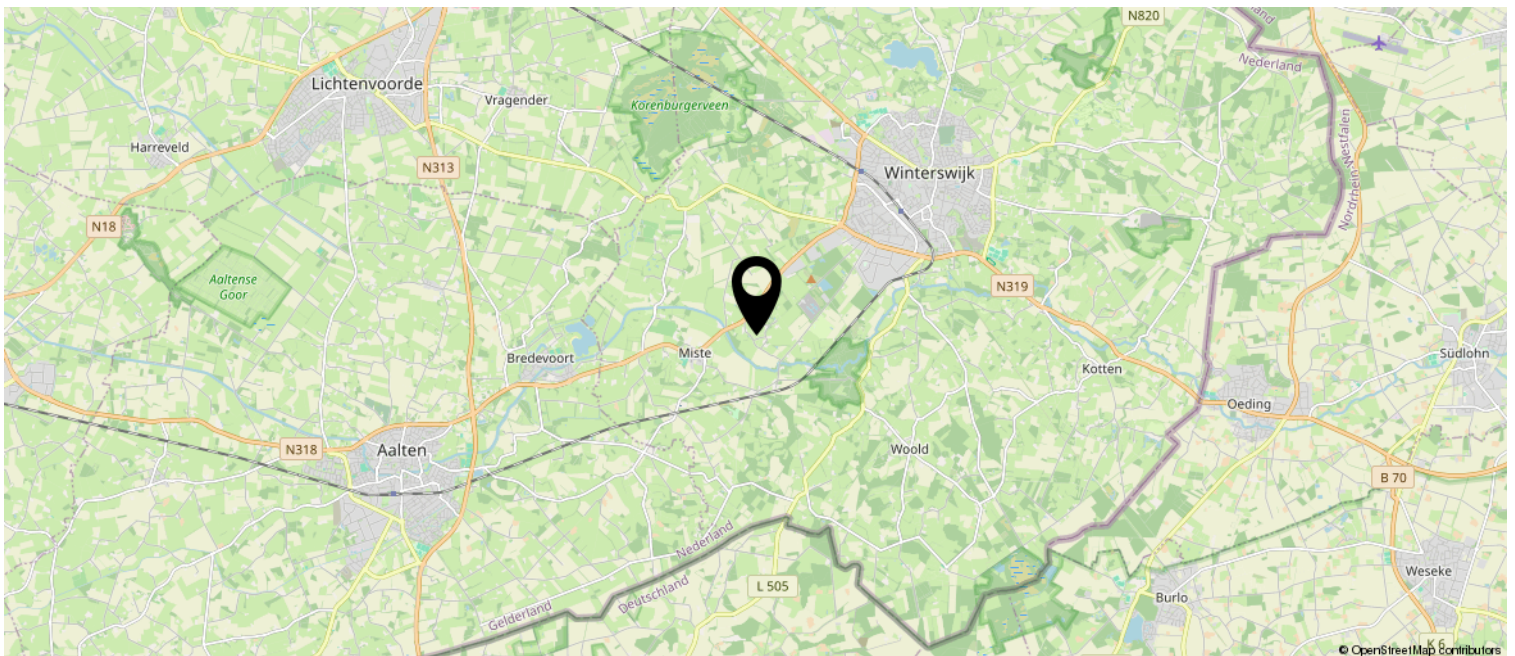 N820
Nederland
Lichtenvoorde
Vragender
Korenburgerveen
Nordrhein-Westfalen
Harreveld
N313
Winterswijk
N18
Aaltense
Goor
N319
Bredevoort
Miste
Südlohn
Kotten
Oeding
N318
Aalten
Woold
B 70
Nederland
Deutschland
L 505
Gelderland
Weseke
Burlo
K 6
© OpenStreetMap contributors